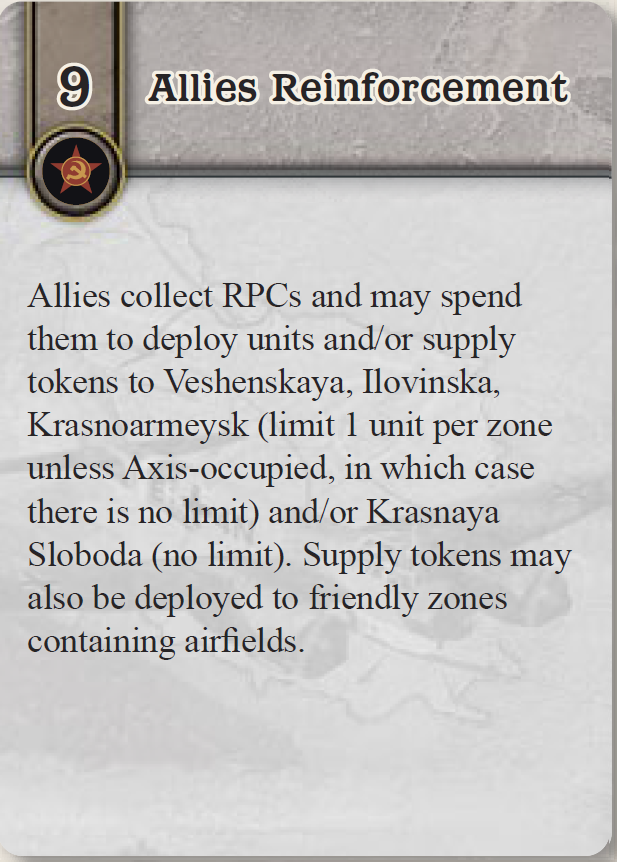 9
Allies Reinforcement
Allies collect RPCs and may spend
them to deploy units and/or supply
tokens to Veshenskaya, Ilovinska,
Krasnoarmeysk (limit 1 unit per zone
unless Axis-occupied, in which case
there is no limit) and/or Krasnaya
Sloboda (no limit). Supply tokens may
also be deployed to friendly zones
containing airfields.